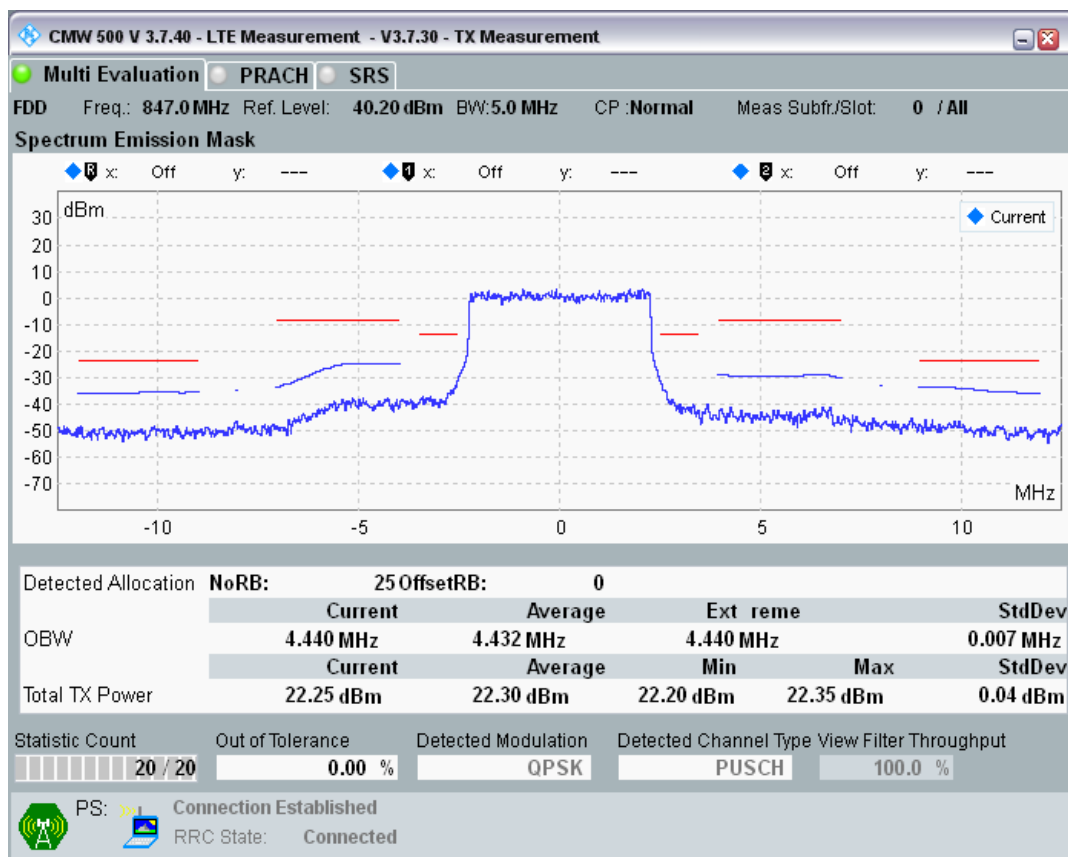 CMW 500 V 3.7.40 - LTE Measurement - V3.7.30 - TX Measurement
Multi Evaluation PRACH SRS
FDD Freq.: 847.0 MHz Ref. Level: 40.20 dBm BW:5.0 MHz CP :Normal Meas Subfr./Slot: 0 / All
Spectrum Emission Mask
R x: Off y: --- 1 x: Off y: --- 2 x: Off y: ---
dBm
Current
30
20
10
0
-10
-20
-30
-40
-50
-60
-70
MHz
-10 -5 0 5 10
Detected Allocation NoRB: 25 OffsetRB: 0
Current Average Ext reme StdDev
OBW 4.440 MHz 4.432 MHz 4.440 MHz 0.007 MHz
Current Average Min Max StdDev
Total TX Power 22.25 dBm 22.30 dBm 22.20 dBm 22.35 dBm 0.04 dBm
Statistic Count Out of Tolerance Detected Modulation Detected Channel Type View Filter Throughput
20 / 20 0.00 % QPSK PUSCH 100.0 %
PS: Connection Established
RRC State: Connected